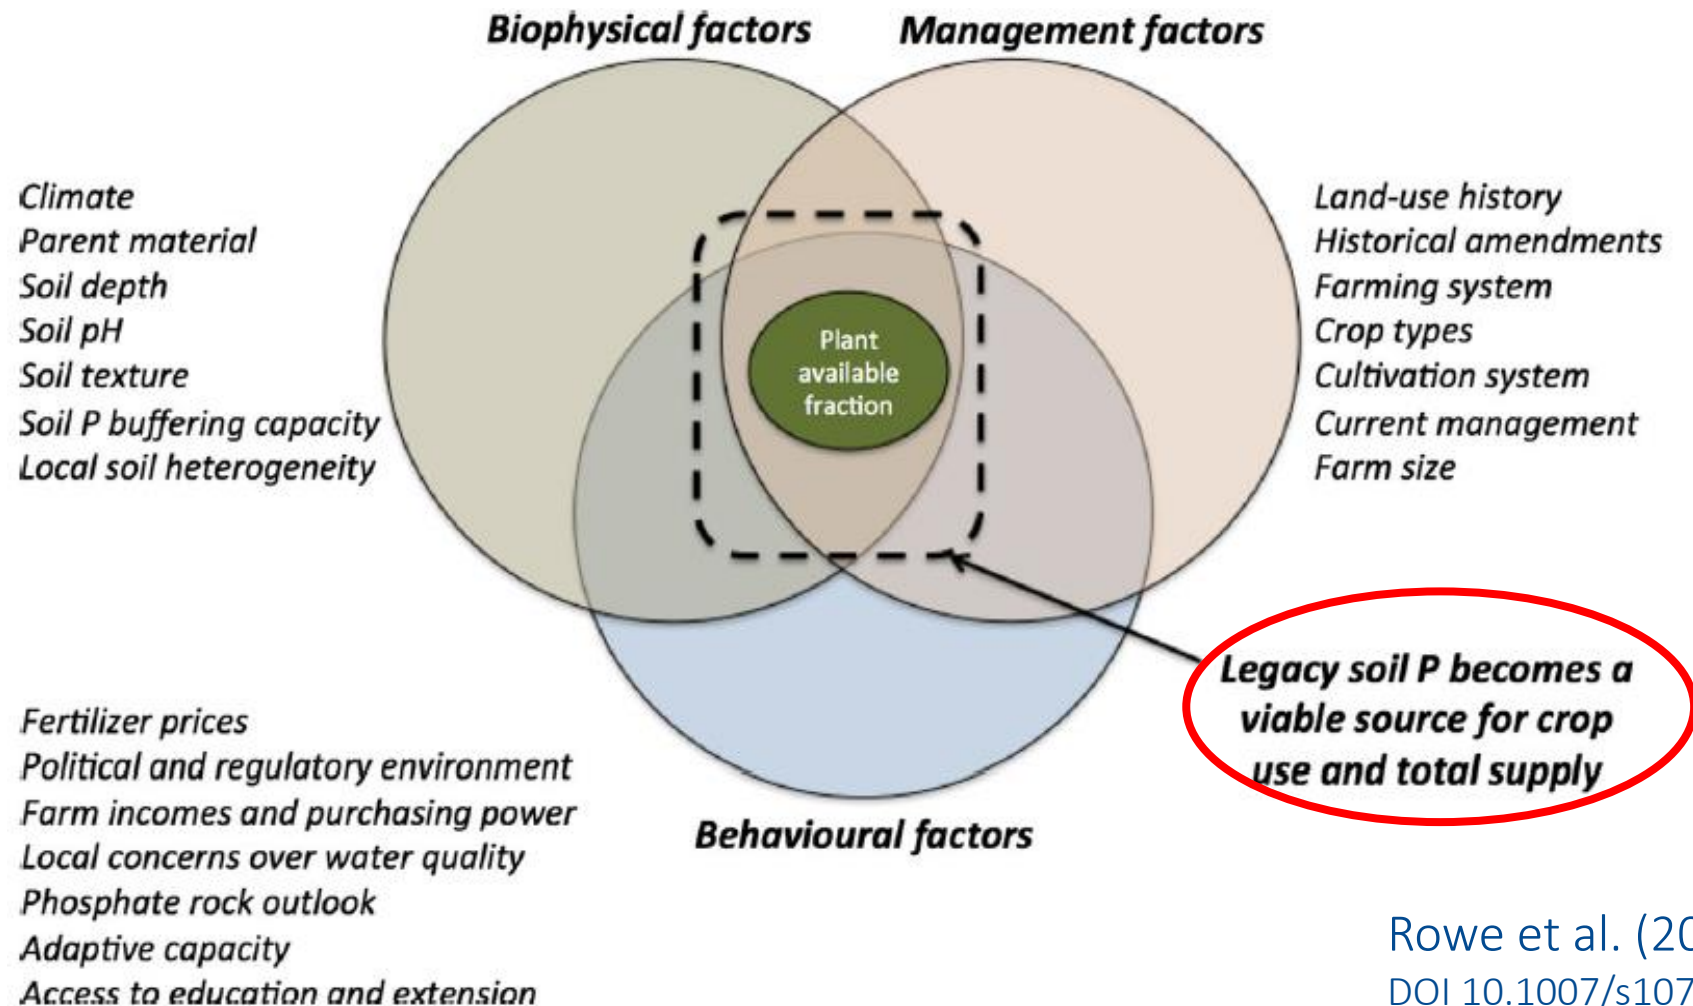 Biophysical factors
Management factors
Climate
Parent material
Soil depth
Soil pH
Soil texture
Soil P buffering capacity
Local soil heterogeneity
Plant
available
fraction
Land-use history
Historical amendments
Farming system
Crop types
Cultivation system
Current management
Farm size
Legacy soil P becomes a
viable source for crop
use and total supply
Fertilizer prices
Political and regulatory environment
Farm incomes and purchasing power
Local concerns over water quality
Phosphate rock outlook
Adaptive capacity
Access to education and extension
Behavioural factors
Rowe et al. (20
DOI 10.1007/s107